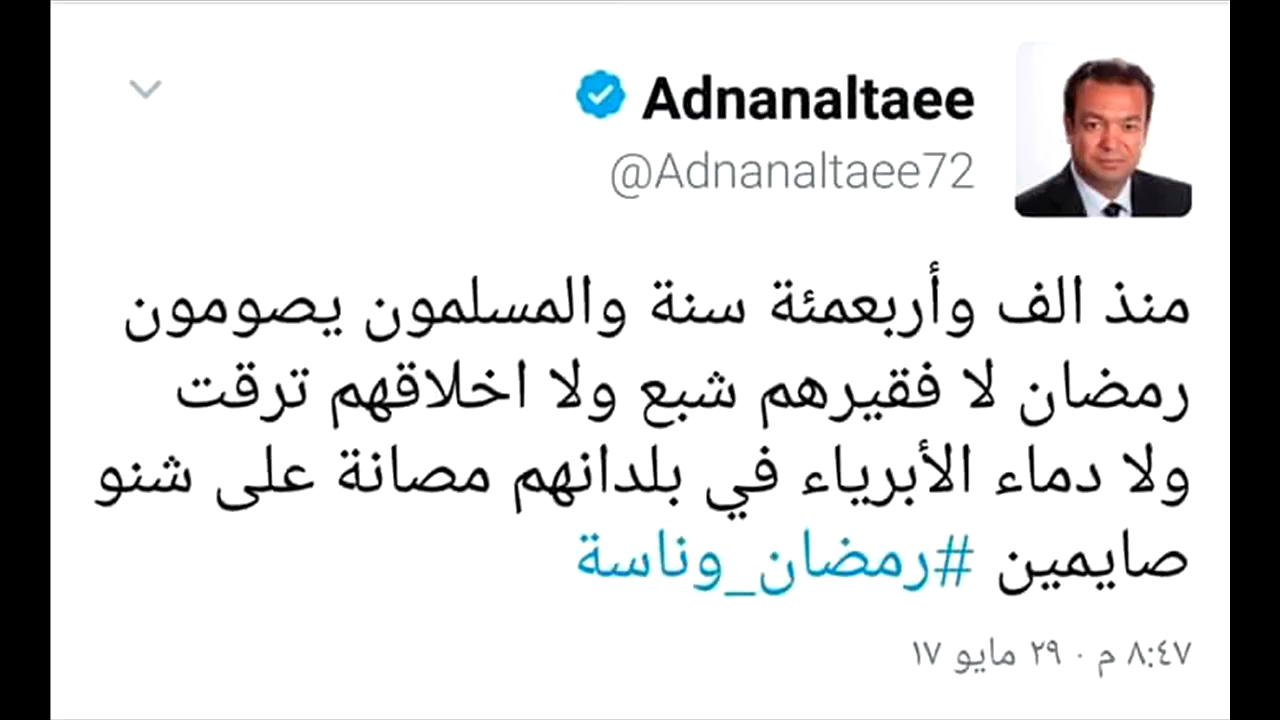 Adnanaltaee
@Adnanaltaee72
منذ الف وأربعمئة سنة والمسلمون يصومون
رمضان لا فقيرهم شبع ولا اخلاقهم ترقت
ولا دماء الأبرياء في بلدانهم مصانة على شنو
صايمين #رمضان_وناسة
٨:٤٧ م · ٢٩ مايو ١٧